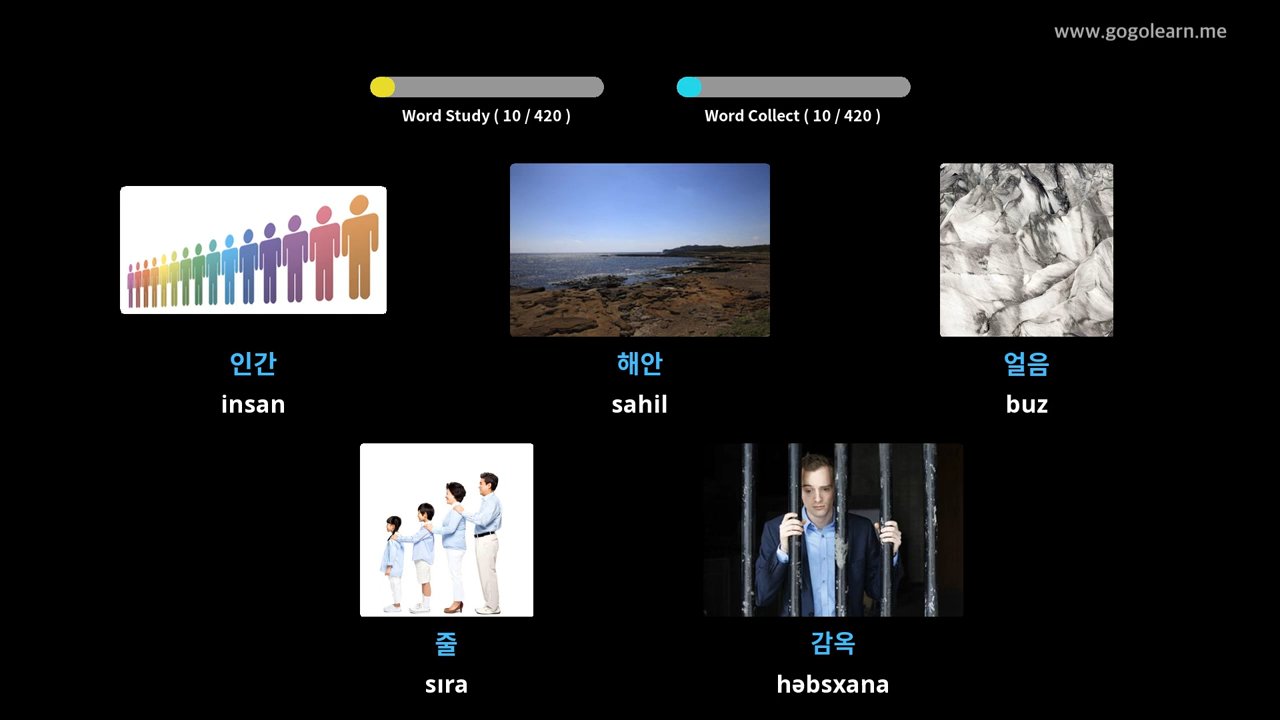 www.gogolearn.me
Word Study ( 10 / 420 )
Word Collect ( 10 / 420 )
인간
insan
해안
sahil
얼음
buz
줄
sıra
감옥
həbsxana